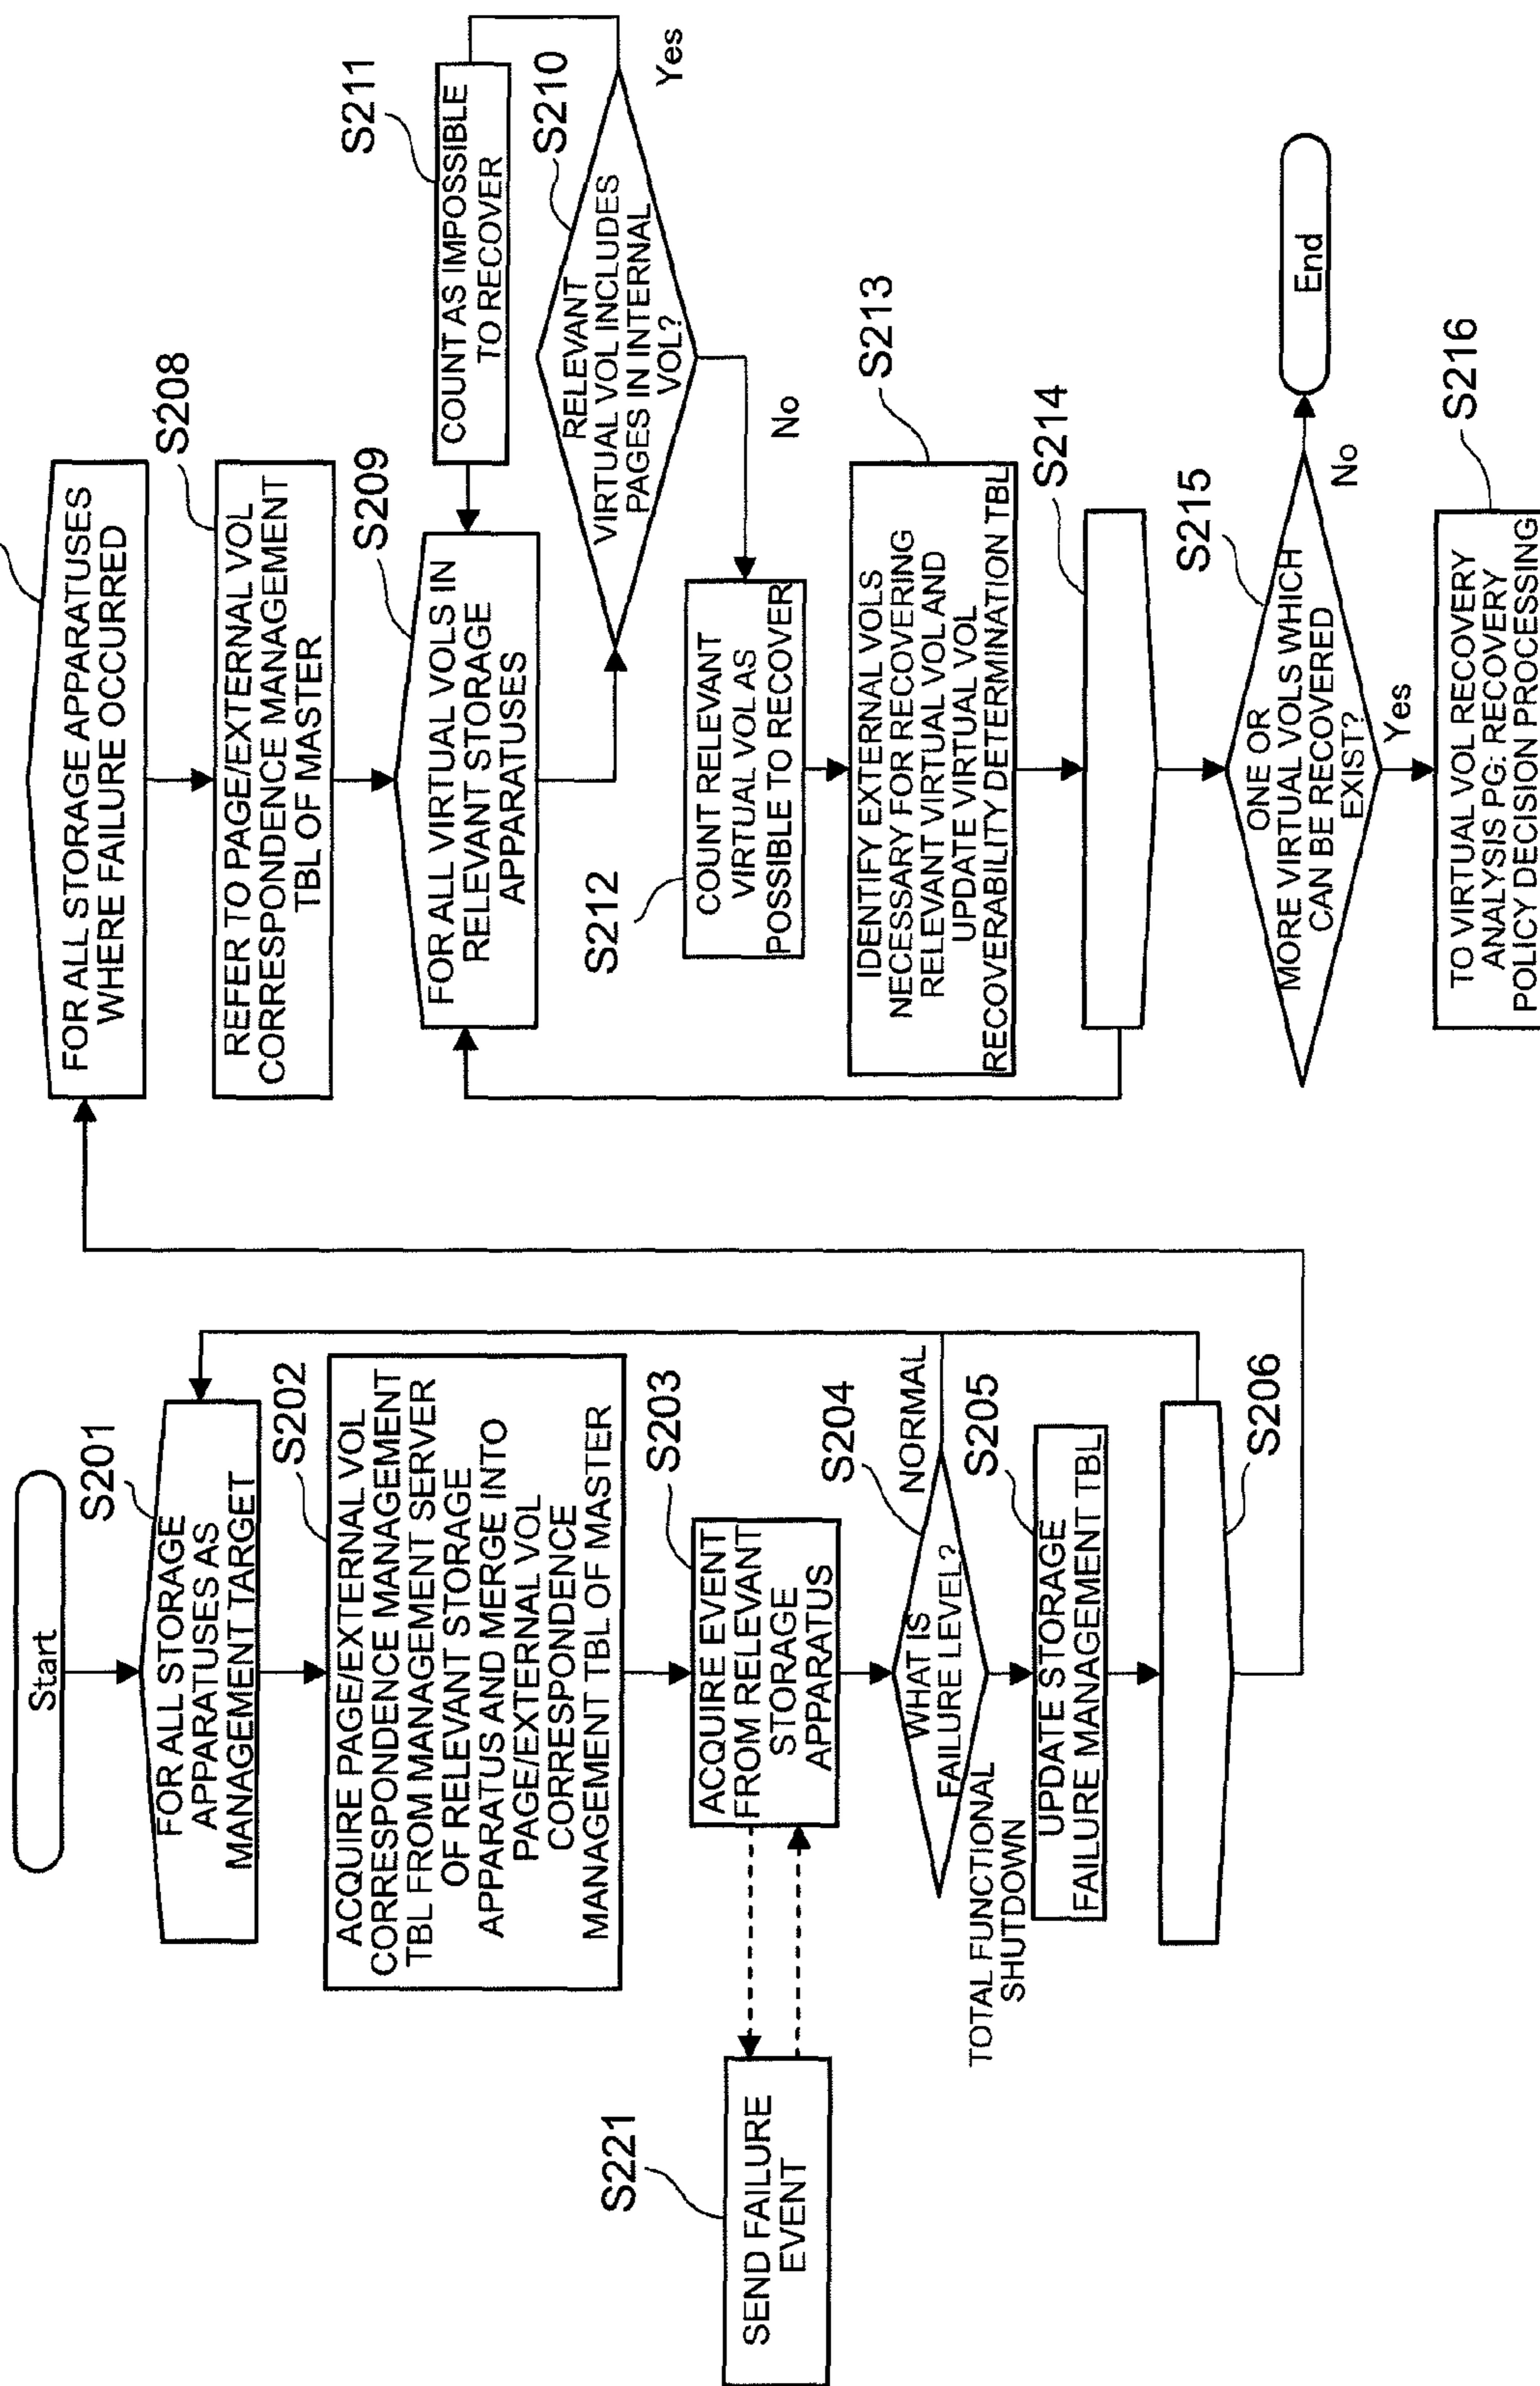 Start
S201
FOR ALL STORAGE
APPARATUSES AS
MANAGEMENT TARGET
S202
ACQUIRE PAGE/EXTERNAL VOL
CORRESPONDENCE MANAGEMENT
TBL FROM MANAGEMENT SERVER
OF RELEVANT STORAGE
APPARATUS AND MERGE INTO
PAGE/EXTERNAL VOL
CORRESPONDENCE
MANAGEMENT TBL OF MASTER
S203
ACQUIRE EVENT
FROM RELEVANT
STORAGE
APPARATUS
S221
SEND FAILURE
EVENT
S204
WHAT IS
FAILURE LEVEL?
NORMAL
TOTAL FUNCTIONAL
SHUTDOWN
S205
UPDATE STORAGE
FAILURE MANAGEMENT TBL
S206
FOR ALL STORAGE APPARATUSES
WHERE FAILURE OCCURRED
S208
REFER TO PAGE/EXTERNAL VOL
CORRESPONDENCE MANAGEMENT
TBL OF MASTER
S209
FOR ALL VIRTUAL VOLS IN
RELEVANT STORAGE
APPARATUSES
S211
COUNT AS IMPOSSIBLE
TO RECOVER
S210
RELEVANT
VIRTUAL VOL INCLUDES
PAGES IN INTERNAL
VOL?
Yes
No
S212
COUNT RELEVANT
VIRTUAL VOL AS
POSSIBLE TO RECOVER
S213
IDENTIFY EXTERNAL VOLS
NECESSARY FOR RECOVERING
RELEVANT VIRTUAL VOL AND
UPDATE VIRTUAL VOL
RECOVERABILITY DETERMINATION TBL
S214
S215
ONE OR
MORE VIRTUAL VOLS WHICH
CAN BE RECOVERED
EXIST?
No
End
Yes
S216
TO VIRTUAL VOL RECOVERY
ANALYSIS PG: RECOVERY
POLICY DECISION PROCESSING